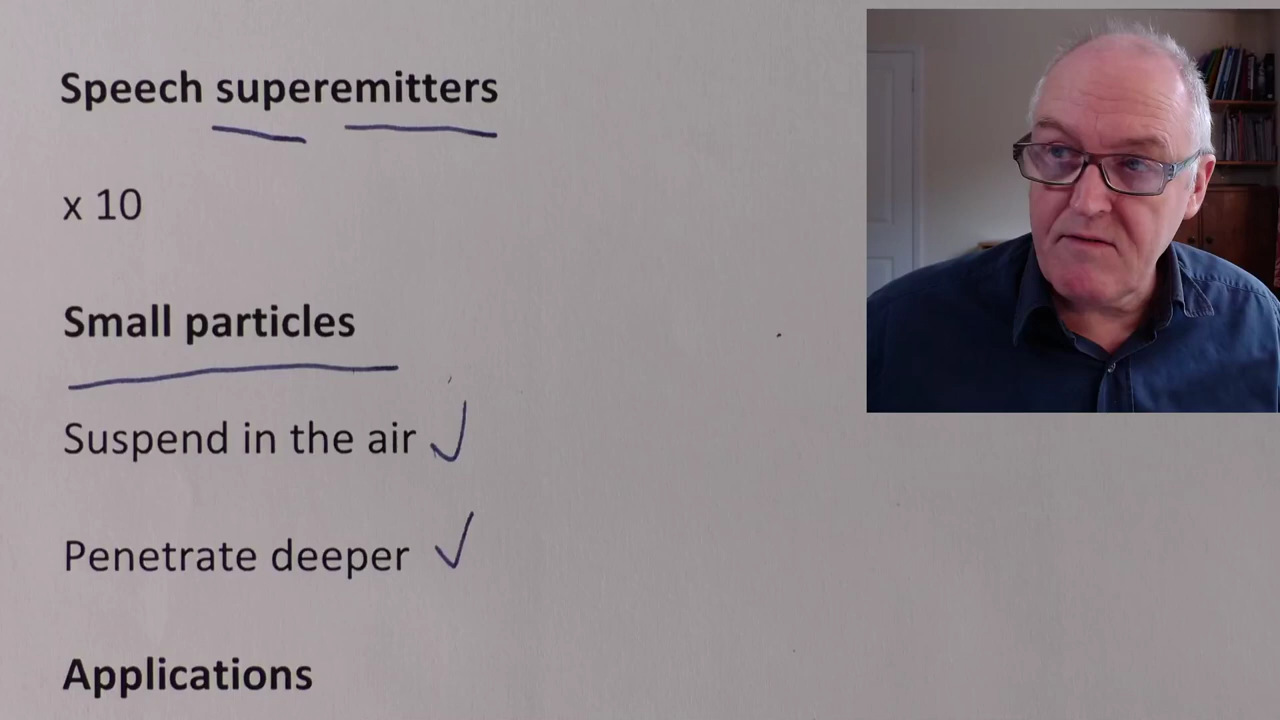 Speech superemitters
x 10
Small particles
Suspend in the air
Penetrate deeper
Applications